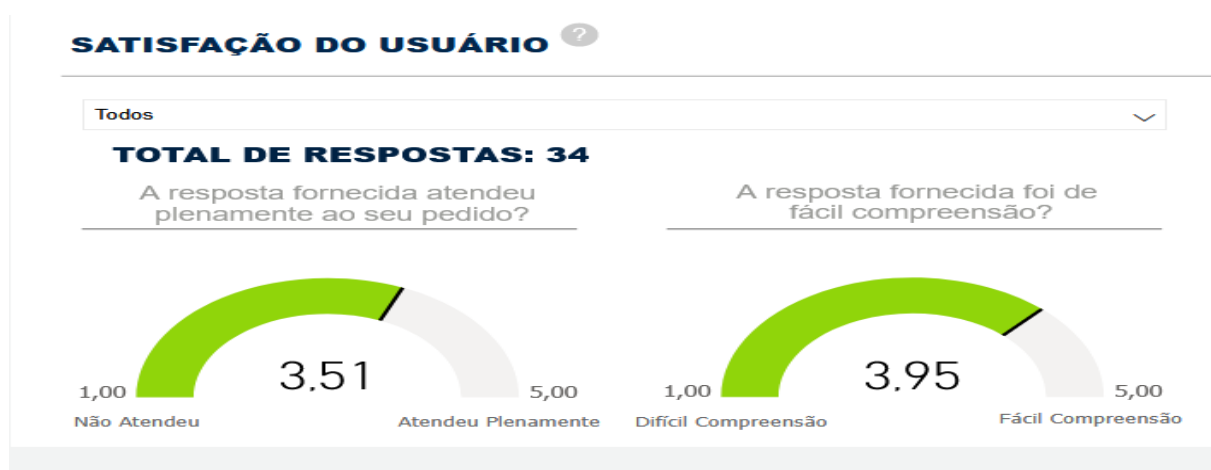 SATISFAÇÃO DO USUÁRIO ?
Todos
TOTAL DE RESPOSTAS: 34
A resposta fornecida atendeu
plenamente ao seu pedido?
1,00
3,51
5,00
Não Atendeu
Atendeu Plenamente
A resposta fornecida foi de
fácil compreensão?
1,00
3,95
5,00
Difícil Compreensão
Fácil Compreensão